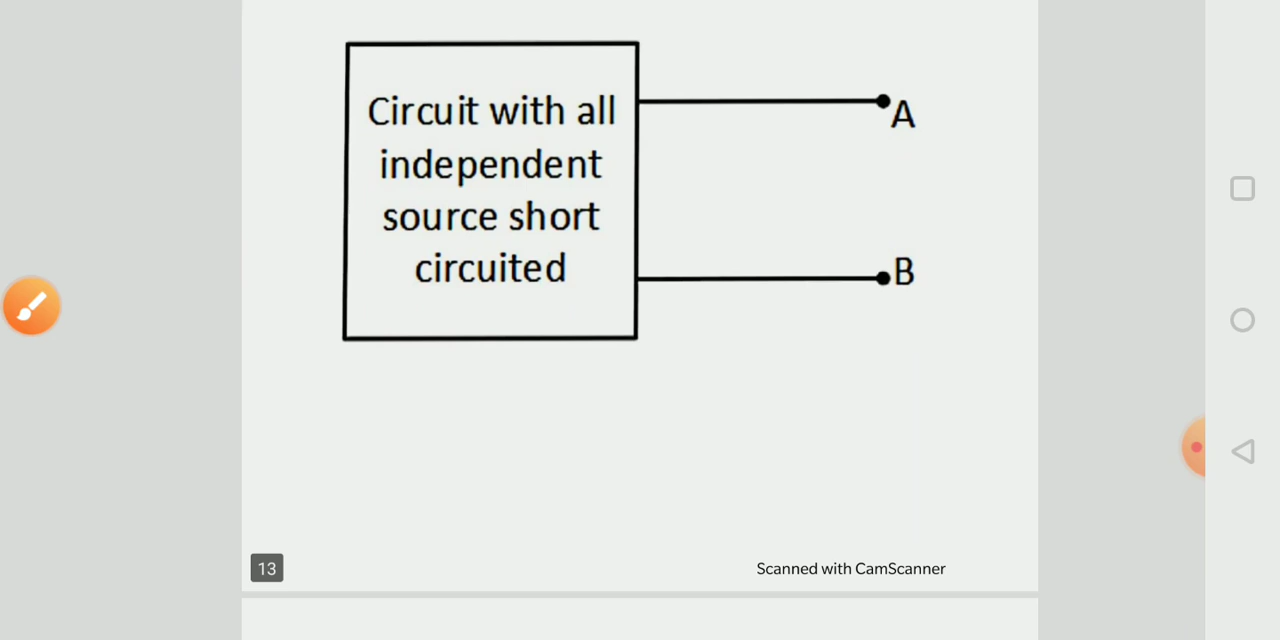 Circuit with all
independent
source short
circuited
A
B
13
Scanned with CamScanner